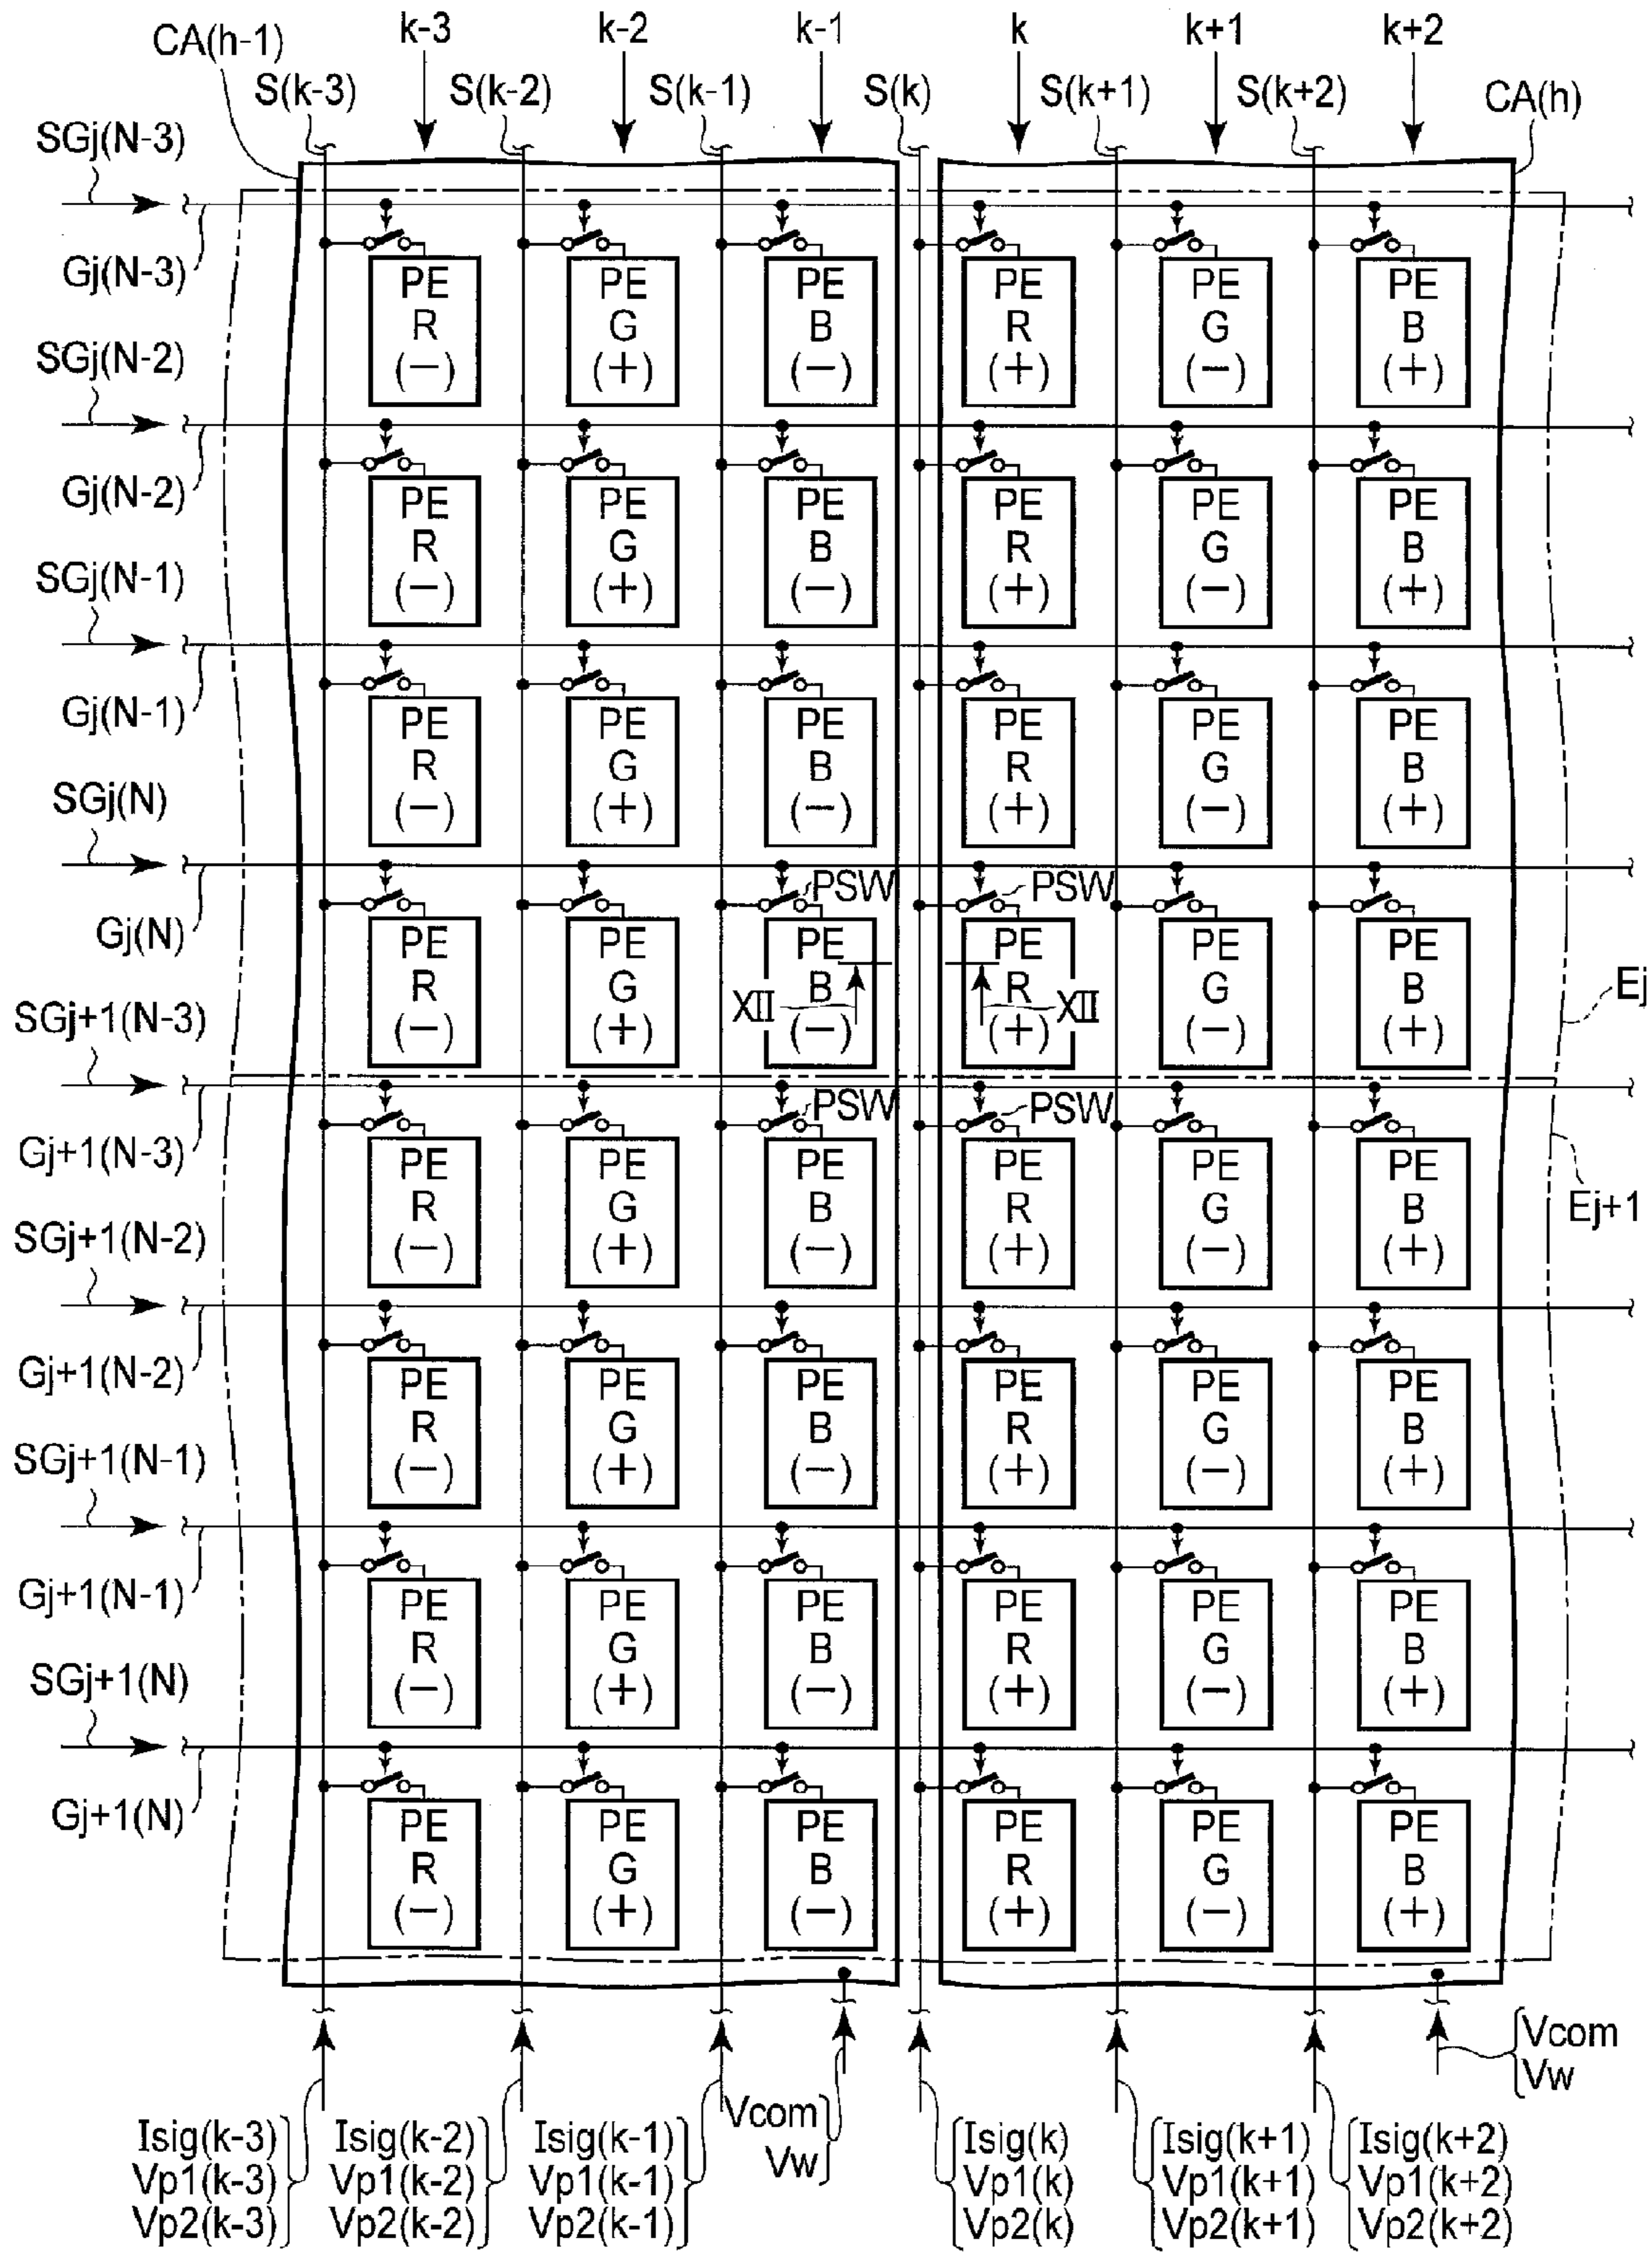 k-3 k-2 k-1 k k+1 k+2
CA(h-1) S(k-3) S(k-2) S(k-1) S(k) S(k+1) S(k+2) CA(h)
SGj(N-3)
Gj(N-3)
PE PE PE PE PE PE
R G B R G B
(−) (+) (−) (+) (−) (+)
SGj(N-2)
Gj(N-2)
PE PE PE PE PE PE
R G B R G B
(−) (+) (−) (+) (−) (+)
SGj(N-1)
Gj(N-1)
PE PE PE PE PE PE
R G B R G B
(−) (+) (−) (+) (−) (+)
SGj(N)
PSW PSW
Gj(N)
PE PE PE PE PE PE
R G B R G B
Ej
XII XII
(−) (+) (−) (+) (−) (+)
SGj+1(N-3)
PSW PSW
Gj+1(N-3)
PE PE PE PE PE PE
R G B R G B
Ej+1
(−) (+) (−) (+) (−) (+)
SGj+1(N-2)
Gj+1(N-2)
PE PE PE PE PE PE
R G B R G B
(−) (+) (−) (+) (−) (+)
SGj+1(N-1)
Gj+1(N-1)
PE PE PE PE PE PE
R G B R G B
(−) (+) (−) (+) (−) (+)
SGj+1(N)
Gj+1(N)
PE PE PE PE PE PE
R G B R G B
(−) (+) (−) (+) (−) (+)
Vcom
Vw
Vcom
Vw
Isig(k-3) Isig(k-2) Isig(k-1) Isig(k) Isig(k+1) Isig(k+2)
Vp1(k-3) Vp1(k-2) Vp1(k-1) Vp1(k) Vp1(k+1) Vp1(k+2)
Vp2(k-3) Vp2(k-2) Vp2(k-1) Vp2(k) Vp2(k+1) Vp2(k+2)